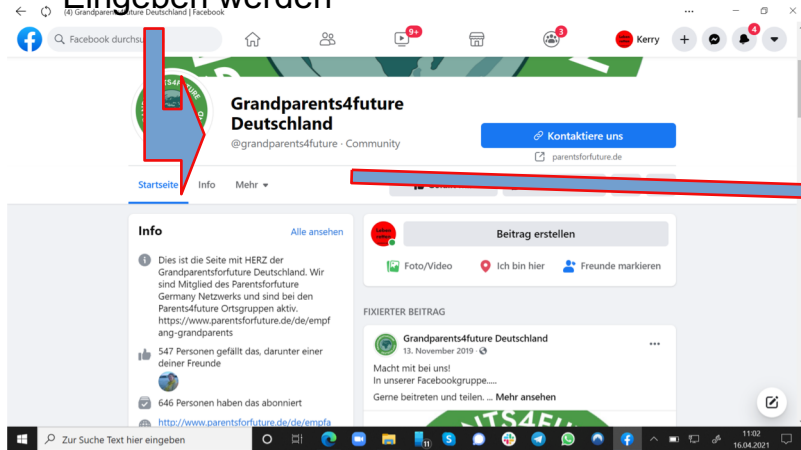 Eingeben werden
(4) Grandparents4future Deutschland | Facebook
Facebook
9+
3
Kerry
4
Grandparents4future
Deutschland
@grandparents4future · Community
Kontaktiere uns
parentsforfuture.de
Startseite Info Mehr
Info Alle ansehen
Dies ist die Seite mit HERZ der
Grandparentsforfuture Deutschland. Wir
sind Mitglied des Parentsforfuture
Germany Netzwerks und sind bei den
Parents4future Ortsgruppen aktiv.
https://www.parentsforfuture.de/de/empf
ang-grandparents
547 Personen gefällt das, darunter einer
deiner Freunde
646 Personen haben das abonniert
http://www.parentsforfuture.de/de/empfa
Beitrag erstellen
Foto/Video Ich bin hier Freunde markieren
FIXIERTER BEITRAG
Grandparents4future Deutschland
13. November 2019 ·
Macht mit bei uns!
In unserer Facebookgruppe.....
Gerne beitreten und teilen. ... Mehr ansehen
Zur Suche Text hier eingeben
11
11:02
16.04.2021